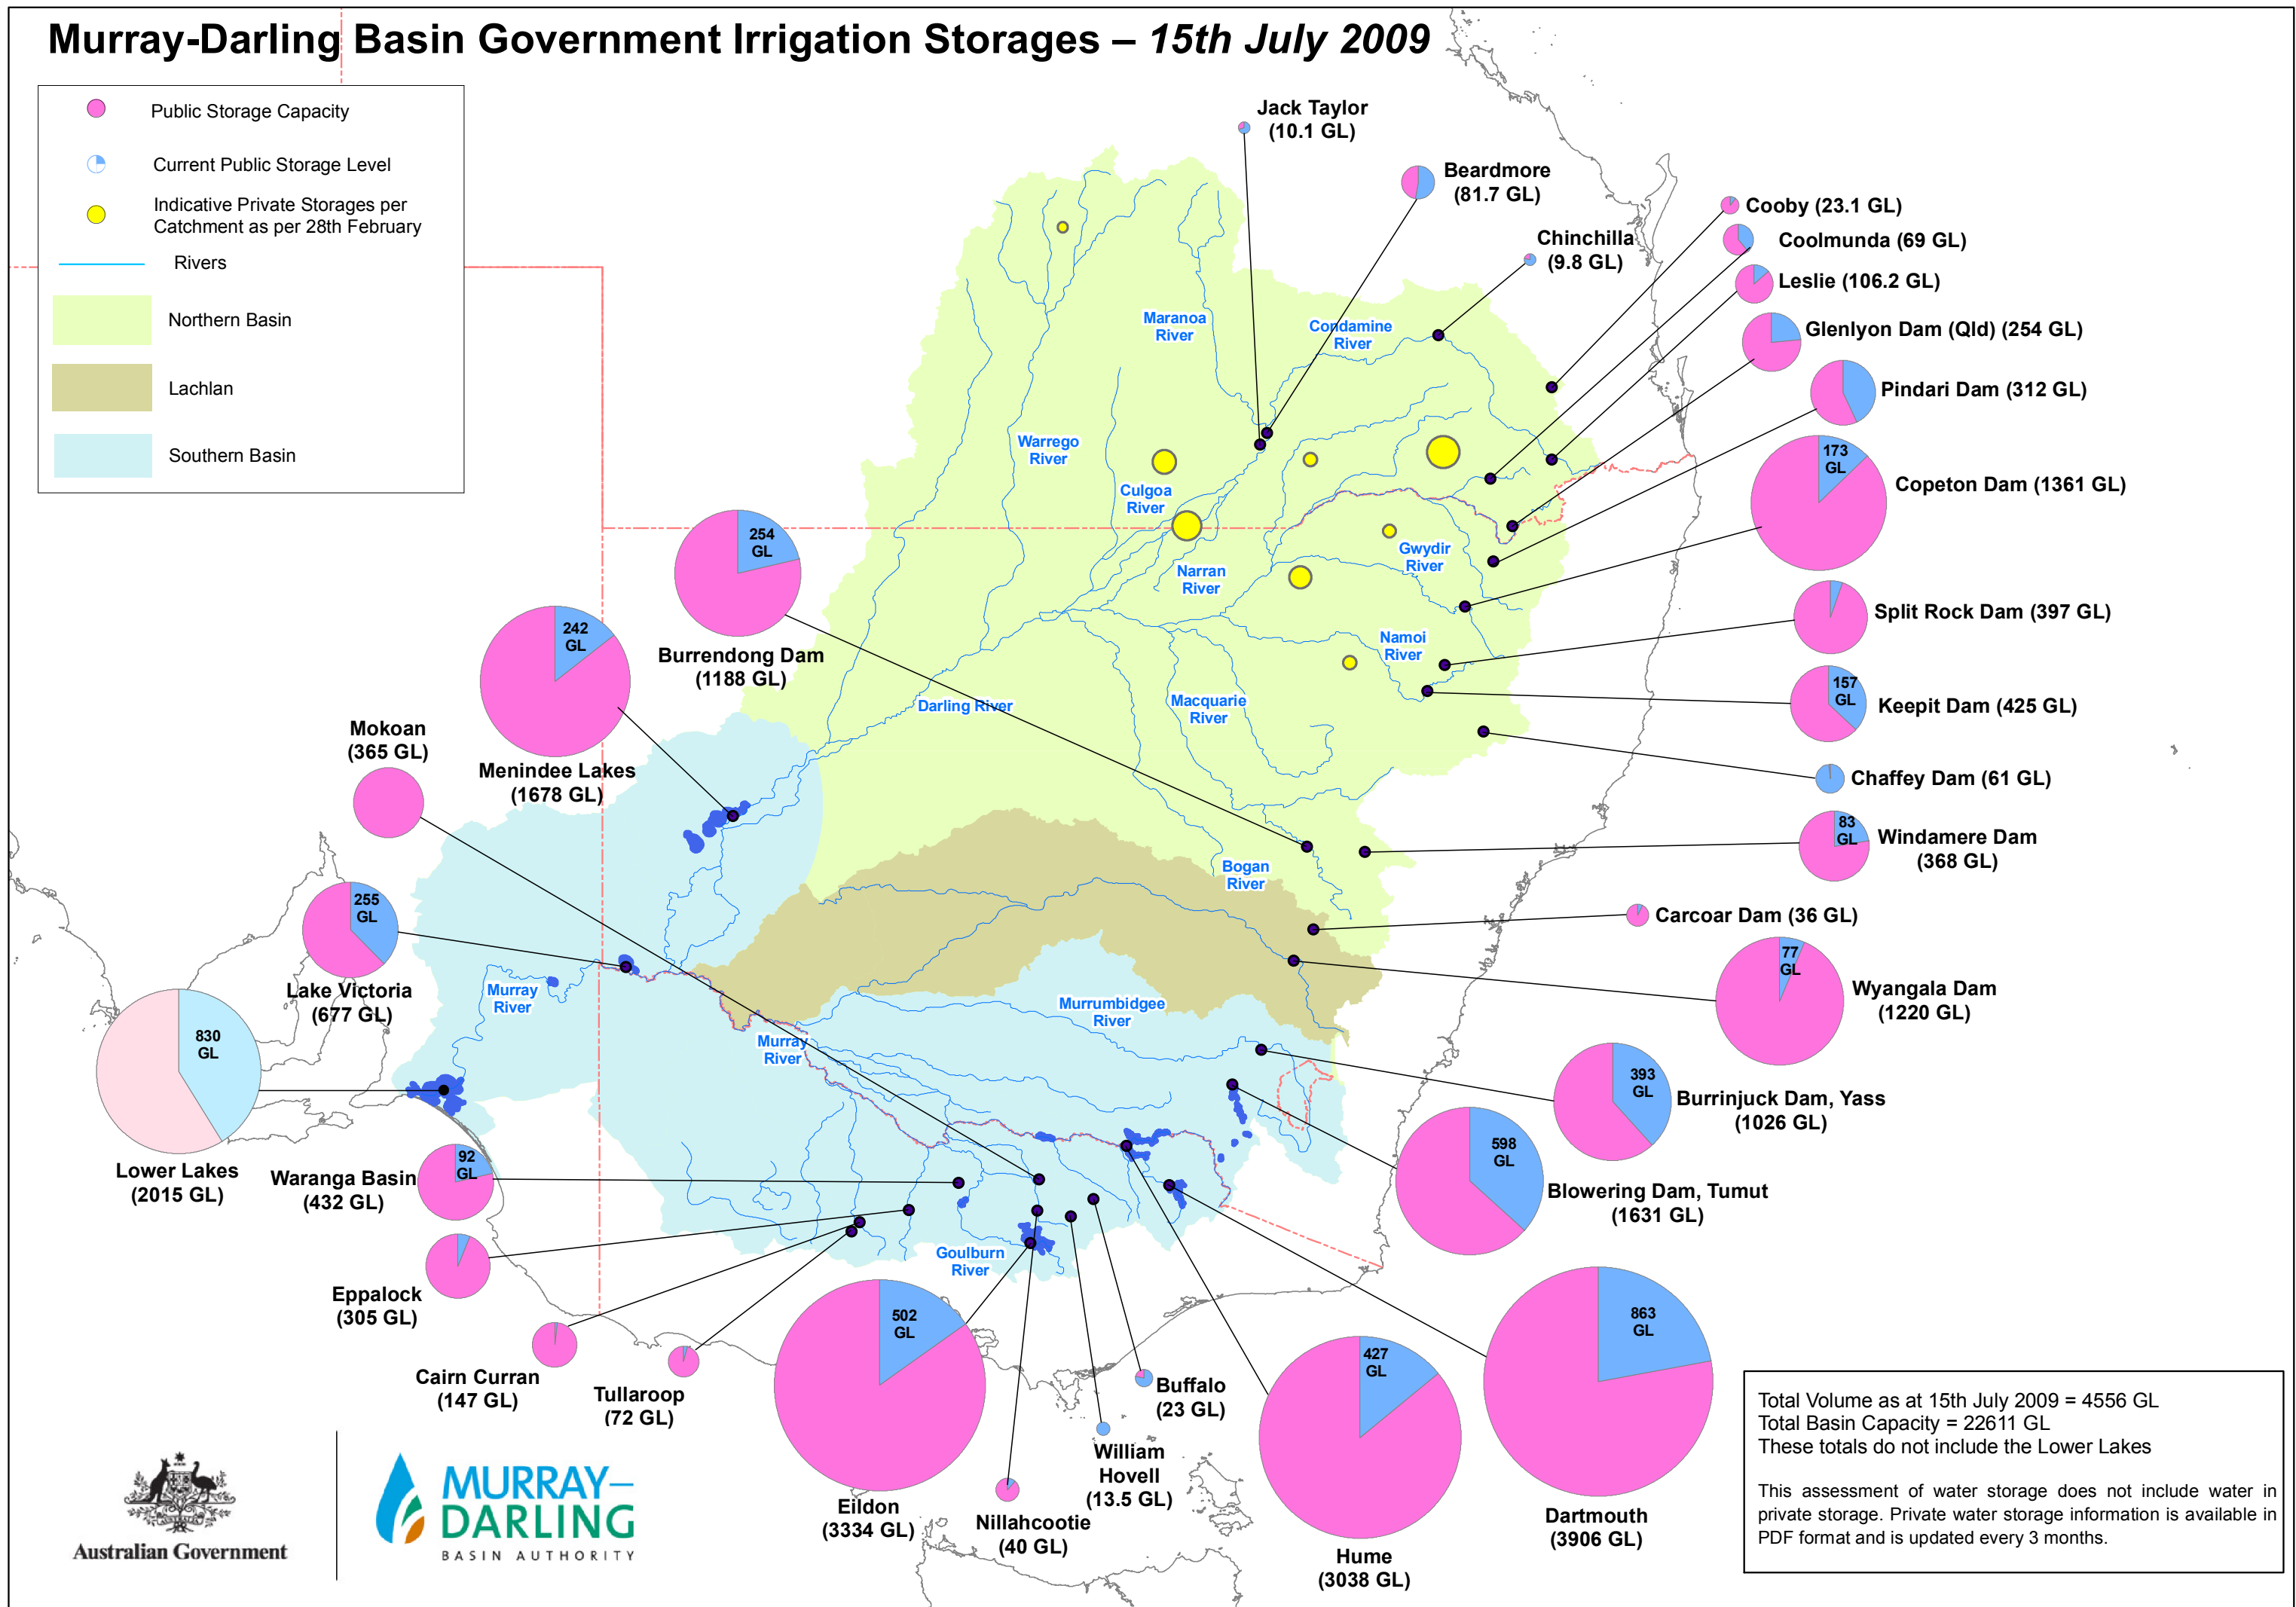 Murray-Darling Basin Government Irrigation Storages – 15th July 2009
Public Storage Capacity
Current Public Storage Level
Indicative Private Storages per
Catchment as per 28th February
Rivers
Northern Basin
Lachlan
Southern Basin
Jack Taylor
(10.1 GL)
Beardmore
(81.7 GL)
Chinchilla
(9.8 GL)
Cooby (23.1 GL)
Coolmunda (69 GL)
Leslie (106.2 GL)
Glenlyon Dam (Qld) (254 GL)
Pindari Dam (312 GL)
173
GL
Copeton Dam (1361 GL)
Split Rock Dam (397 GL)
157
GL
Keepit Dam (425 GL)
Chaffey Dam (61 GL)
83
GL
Windamere Dam
(368 GL)
Carcoar Dam (36 GL)
77
GL
Wyangala Dam
(1220 GL)
393
GL
Burrinjuck Dam, Yass
(1026 GL)
598
GL
Blowering Dam, Tumut
(1631 GL)
863
GL
Dartmouth
(3906 GL)
427
GL
Hume
(3038 GL)
Buffalo
(23 GL)
William
Hovell
(13.5 GL)
Nillahcootie
(40 GL)
502
GL
Eildon
(3334 GL)
Tullaroop
(72 GL)
Cairn Curran
(147 GL)
Eppalock
(305 GL)
92
GL
Waranga Basin
(432 GL)
830
GL
Lower Lakes
(2015 GL)
255
GL
Lake Victoria
(677 GL)
Mokoan
(365 GL)
242
GL
Menindee Lakes
(1678 GL)
254
GL
Burrendong Dam
(1188 GL)
Maranoa
River
Condamine
River
Warrego
River
Culgoa
River
Narran
River
Gwydir
River
Namoi
River
Darling River
Macquarie
River
Bogan
River
Murray
River
Murrumbidgee
River
Murray
River
Goulburn
River
Total Volume as at 15th July 2009 = 4556 GL
Total Basin Capacity = 22611 GL
These totals do not include the Lower Lakes
This assessment of water storage does not include water in
private storage. Private water storage information is available in
PDF format and is updated every 3 months.
Australian Government
MURRAY–
DARLING
BASIN AUTHORITY